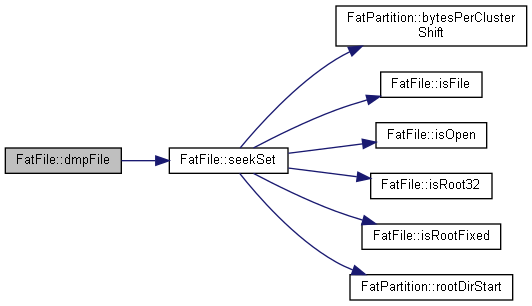 FatFile::dmpFile
FatFile::seekSet
FatPartition::bytesPerCluster
Shift
FatFile::isFile
FatFile::isOpen
FatFile::isRoot32
FatFile::isRootFixed
FatPartition::rootDirStart